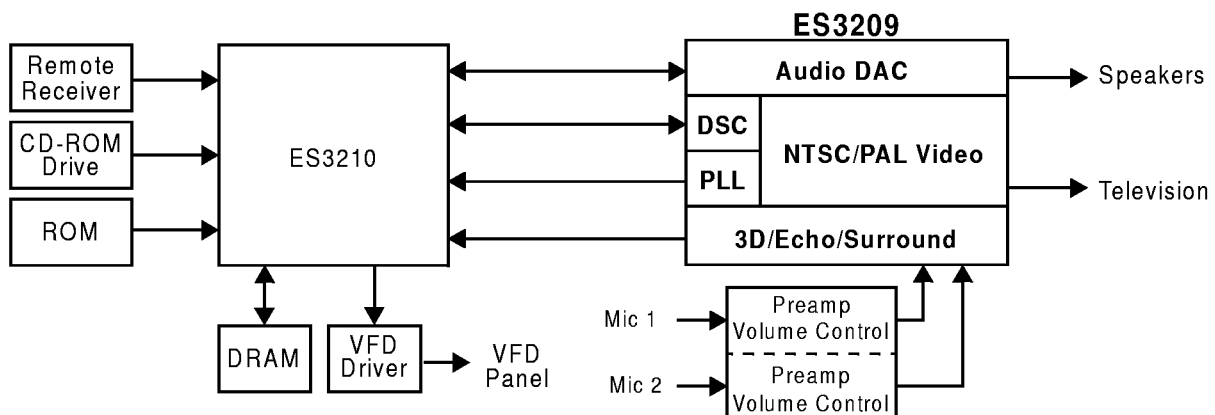 ES3209
Remote
Receiver
CD-ROM
Drive
ROM
ES3210
Audio DAC
DSC
PLL
NTSC/PAL Video
3D/Echo/Surround
Speakers
Television
DRAM
VFD
Driver
VFD
Panel
Mic 1
Preamp
Volume Control
Mic 2
Preamp
Volume Control